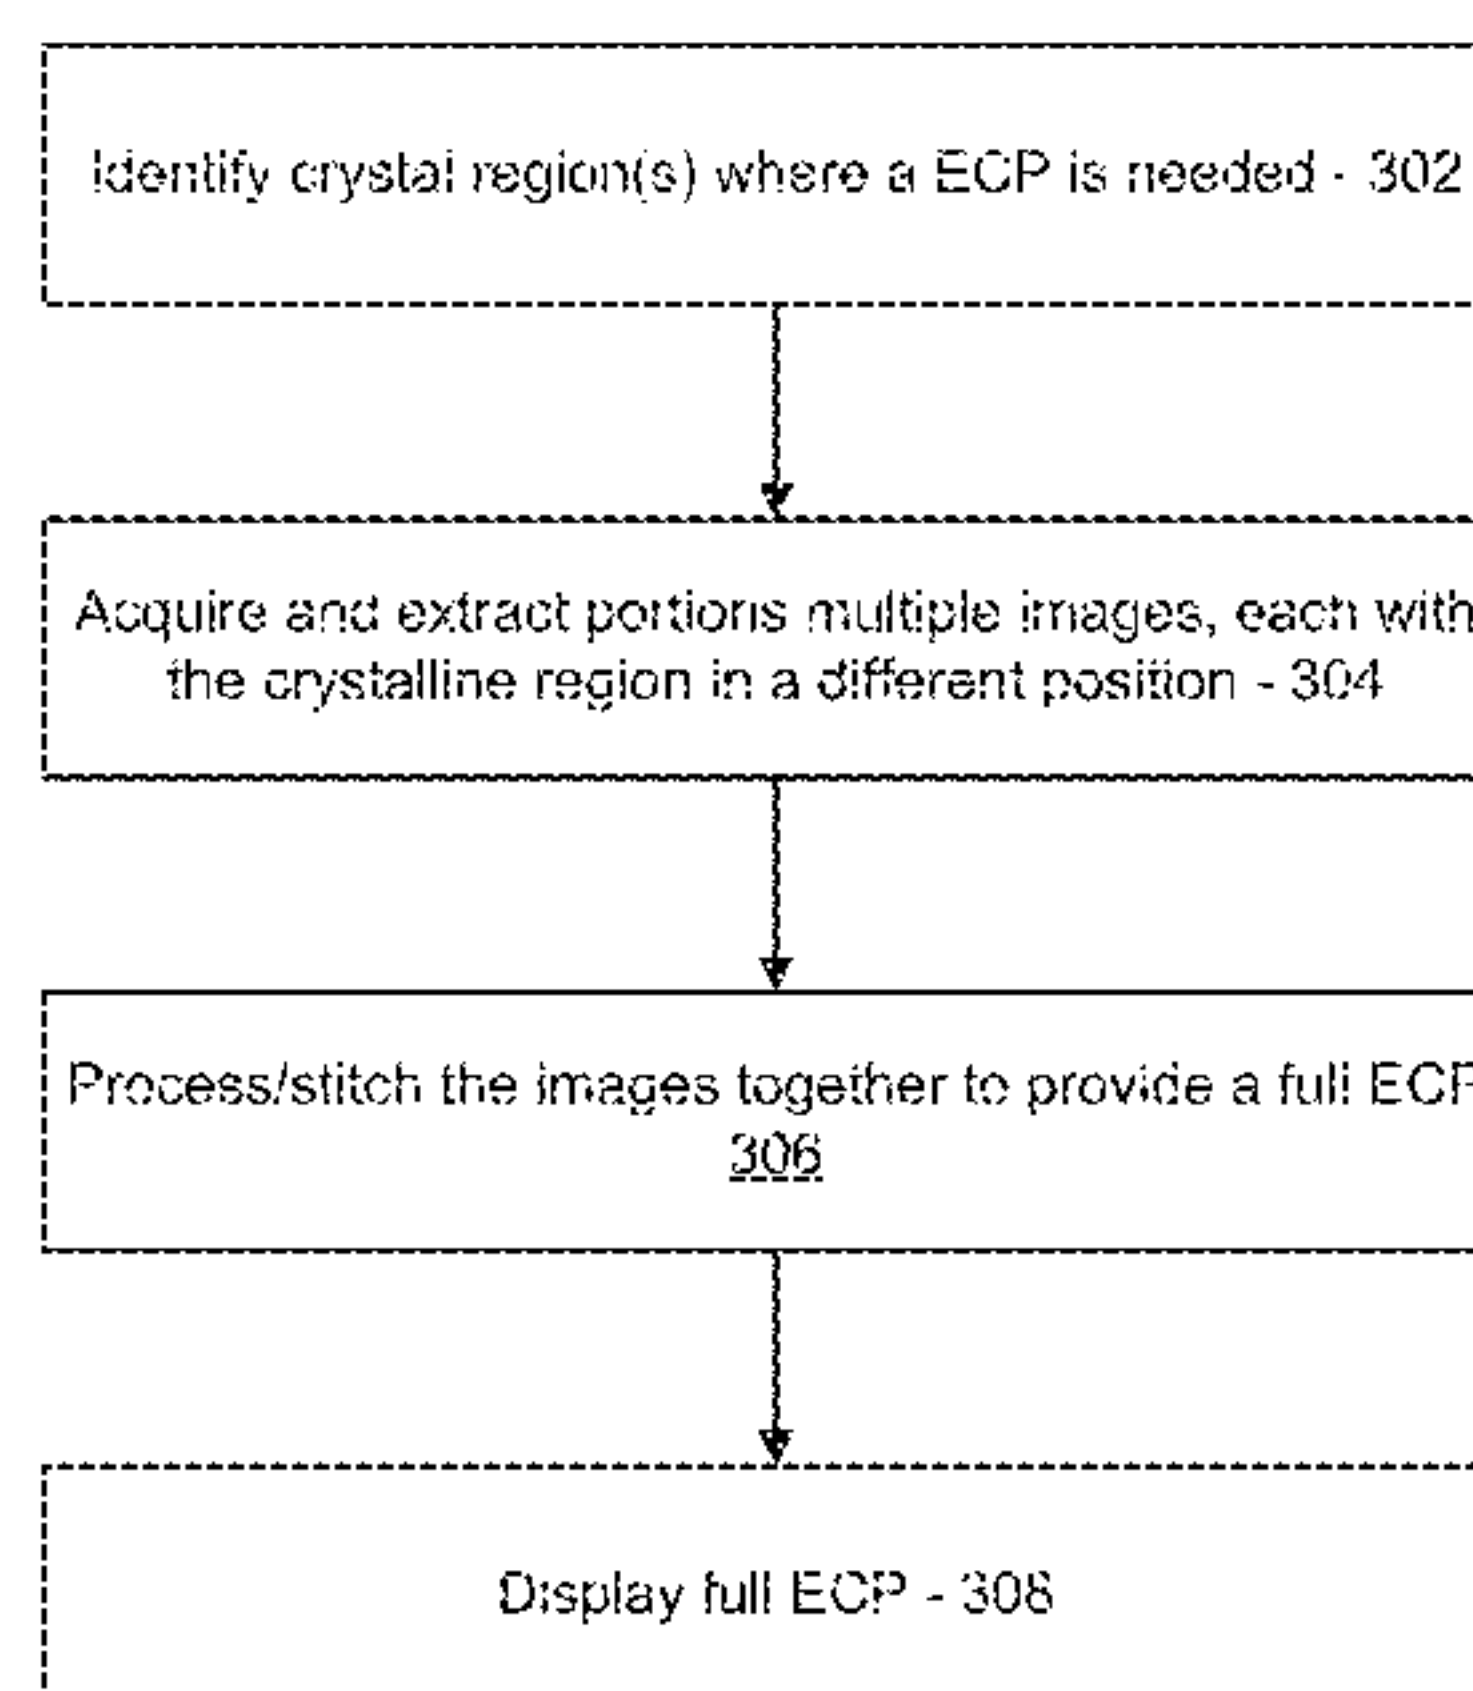 Identify crystal region(s) where a ECP is needed - 302
Acquire and extract portions multiple images, each with
the crystalline region in a different position - 304
Process/stitch the images together to provide a full ECP
306
Display full ECP - 308